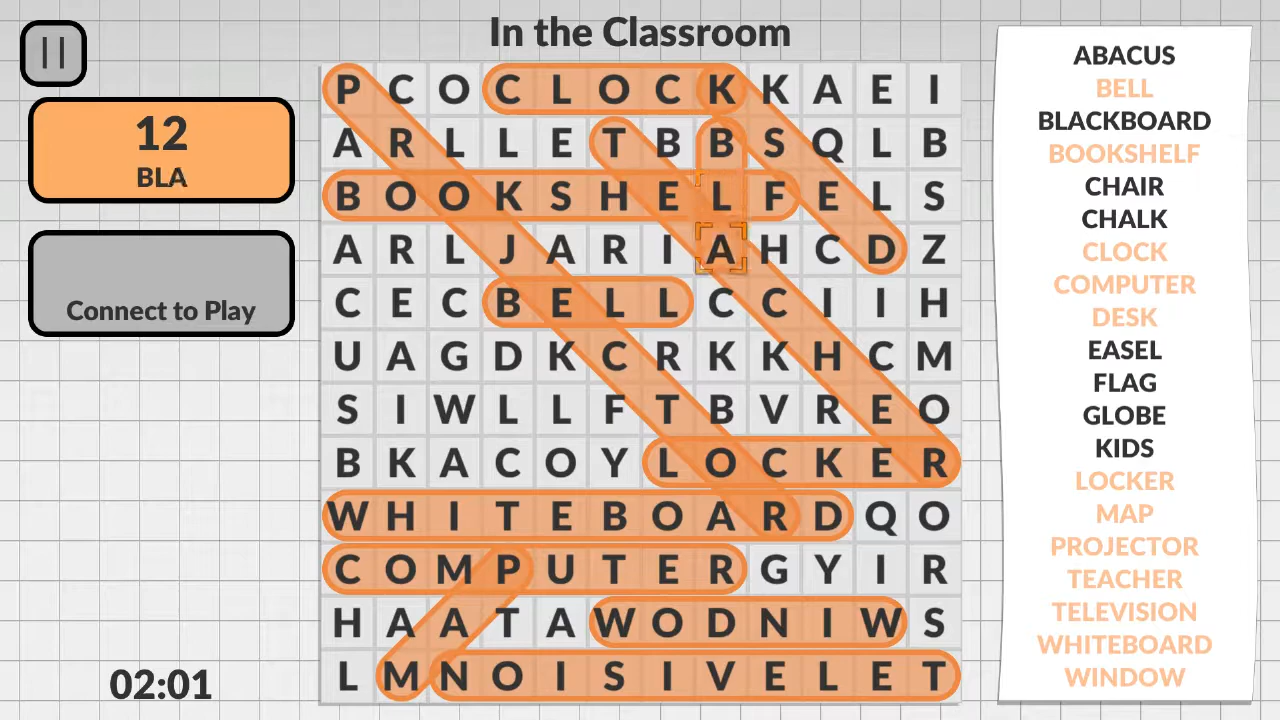 In the Classroom
12
BLA
Connect to Play
02:01
P C O C L O C K K A E I
A R L L E T B B S Q L B
B O O K S H E L F E L S
A R L J A R I A H C D Z
C E C B E L L C C I I H
U A G D K C R K K H C M
S I W L L F T B V R E O
B K A C O Y L O C K E R
W H I T E B O A R D Q O
C O M P U T E R G Y I R
H A A T A W O D N I W S
L M N O I S I V E L E T
ABACUS
BELL
BLACKBOARD
BOOKSHELF
CHAIR
CHALK
CLOCK
COMPUTER
DESK
EASEL
FLAG
GLOBE
KIDS
LOCKER
MAP
PROJECTOR
TEACHER
TELEVISION
WHITEBOARD
WINDOW